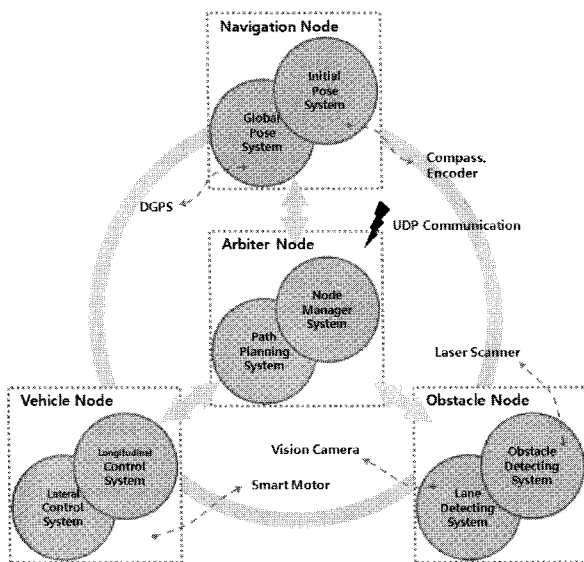 Navigation Node
Initial
Pose
System
Global
Pose
System
Compass,
Encoder
DGPS
UDP Communication
Arbiter Node
Node
Manager
System
Path
Planning
System
Laser Scanner
Vehicle Node
Longitudinal
Control
System
Lateral
Control
System
Vision Camera
Smart Motor
Obstacle Node
Obstacle
Detecting
System
Lane
Detecting
System